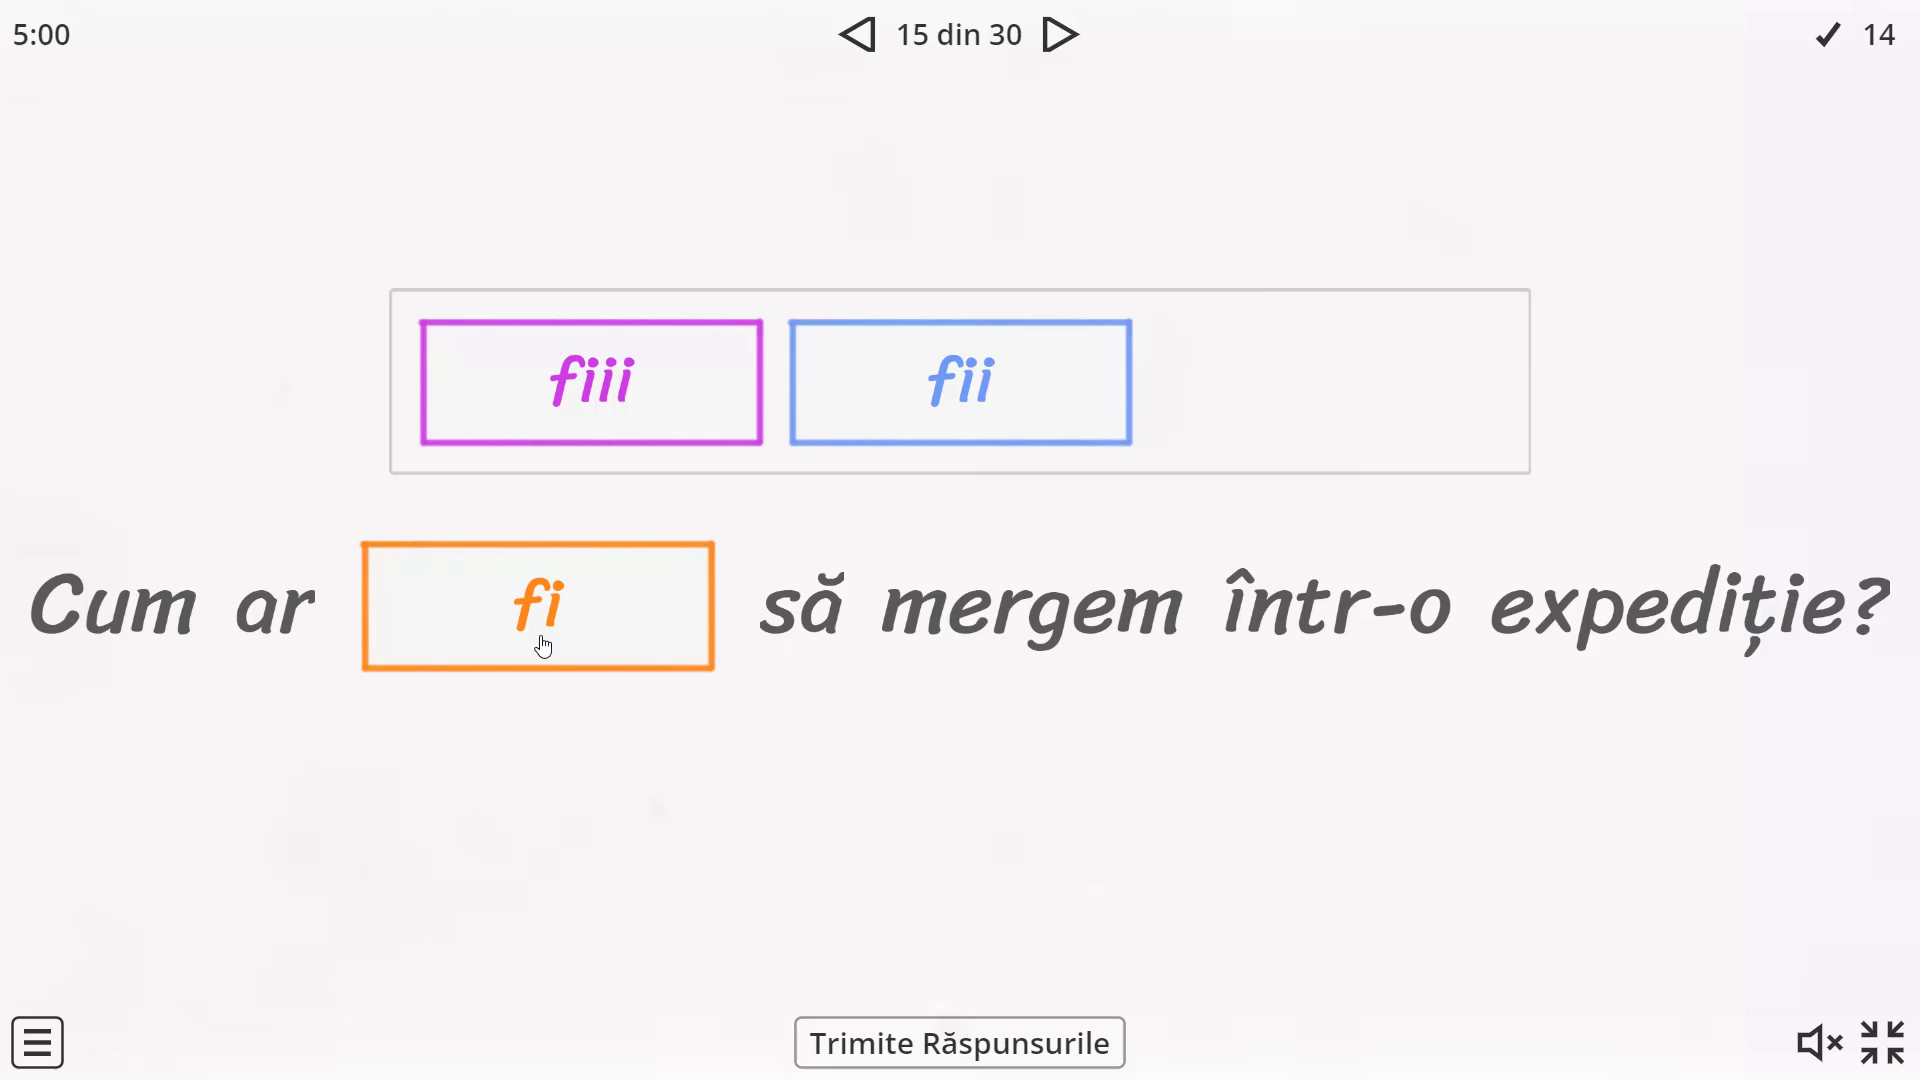 5:00
15 din 30
14
fiii
fii
Cum ar fi să mergem într-o expediție?
Trimite Răspunsurile